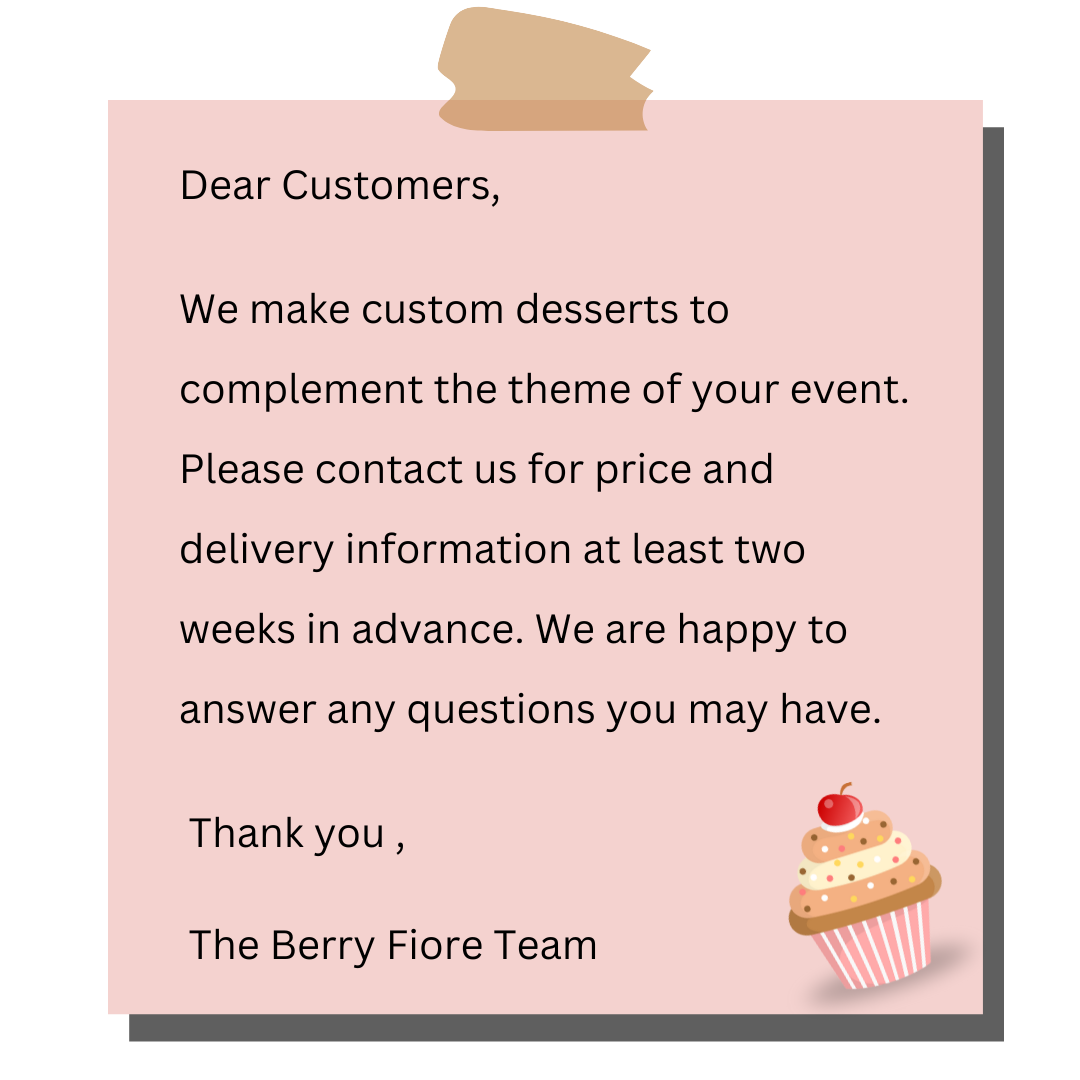 Dear Customers,
We make custom desserts to
complement the theme of your event.
Please contact us for price and
delivery information at least two
weeks in advance. We are happy to
answer any questions you may have.
Thank you ,
The Berry Fiore Team